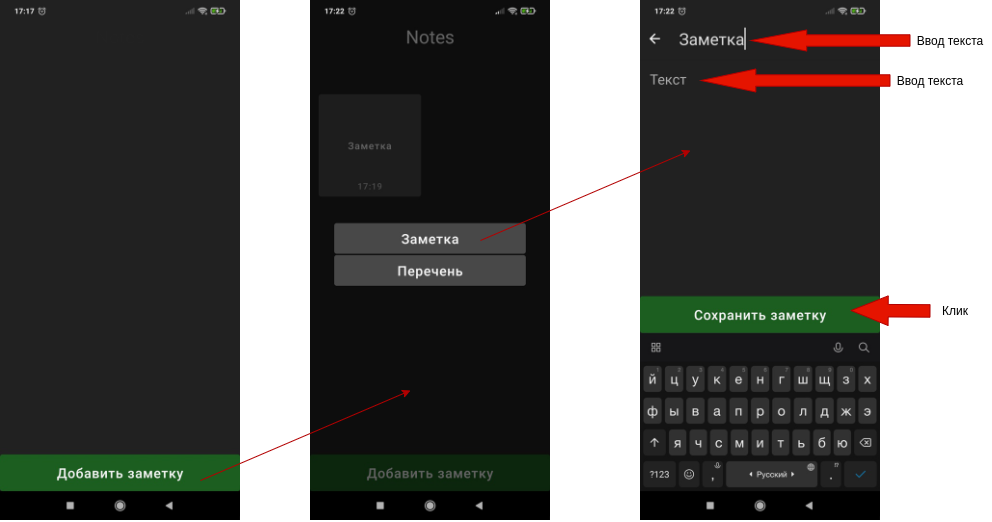 17:17
Добавить заметку
17:22
Notes
Заметка
17:19
Заметка
Перечень
Добавить заметку
17:22
Заметка
Ввод текста
Текст
Ввод текста
Сохранить заметку
Клик
й ц у к е н г ш щ з х
ф ы в а п р о л д ж э
я ч с м и т ь б ю
?123 , Русский .